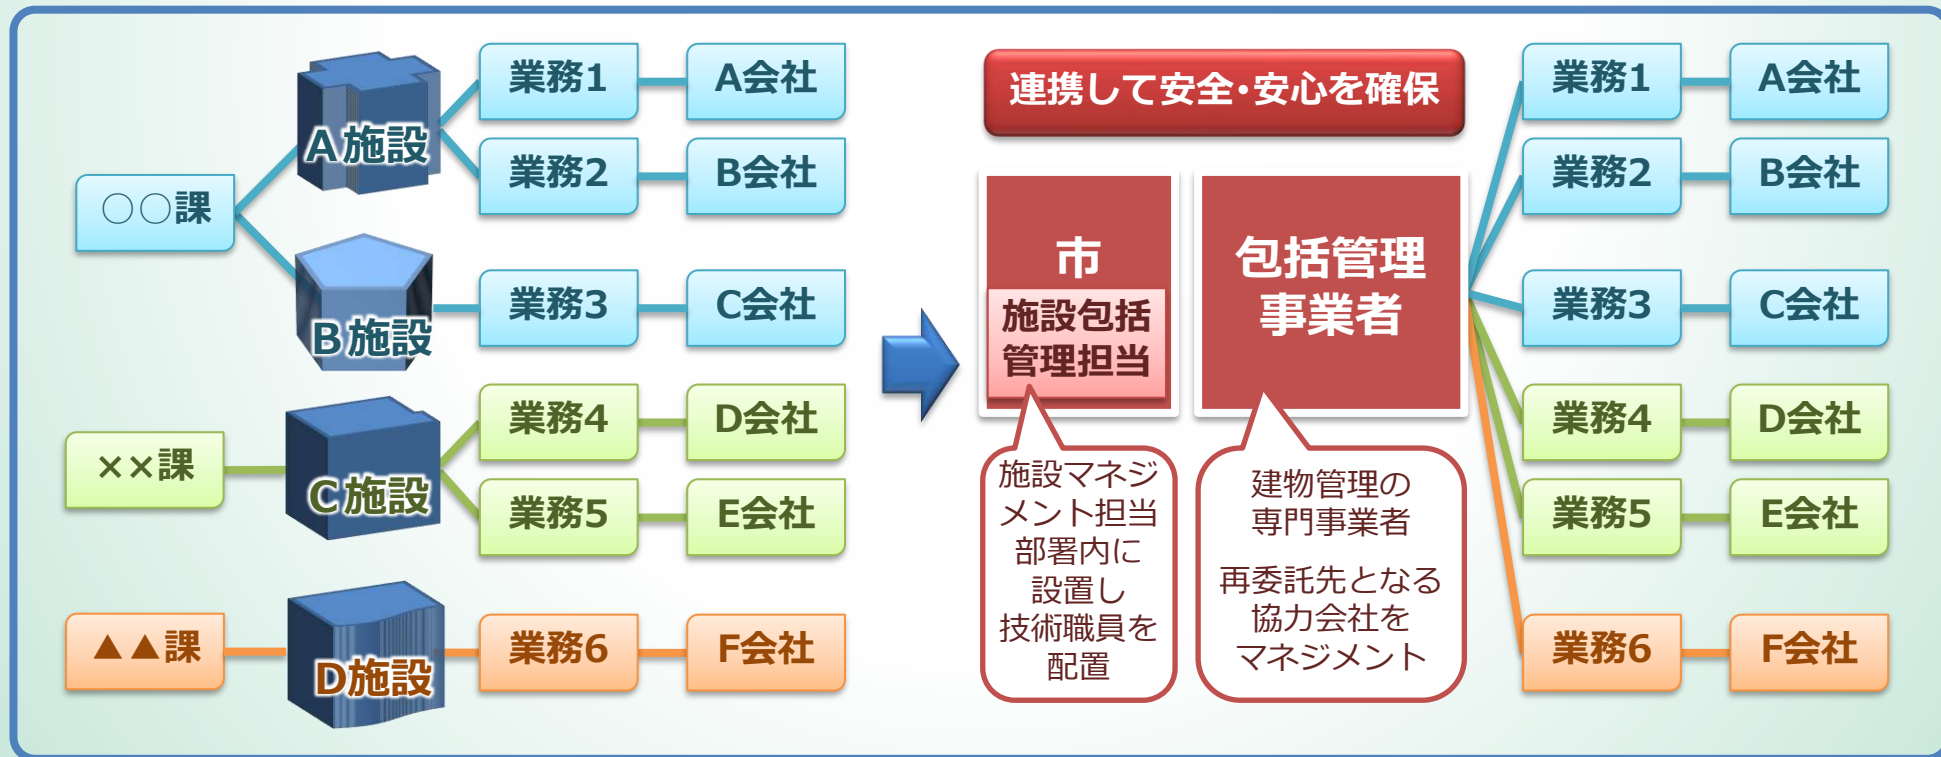 ○○課
A施設
業務1
A会社
業務2
B会社
B施設
業務3
C会社
××課
C施設
業務4
D会社
業務5
E会社
▲▲課
D施設
業務6
F会社
連携して安全・安心を確保
市
施設包括
管理担当
包括管理
事業者
施設マネジ
メント担当
部署内に
設置し
技術職員を
配置
建物管理の
専門事業者
再委託先となる
協力会社を
マネジメント
業務1
A会社
業務2
B会社
業務3
C会社
業務4
D会社
業務5
E会社
業務6
F会社